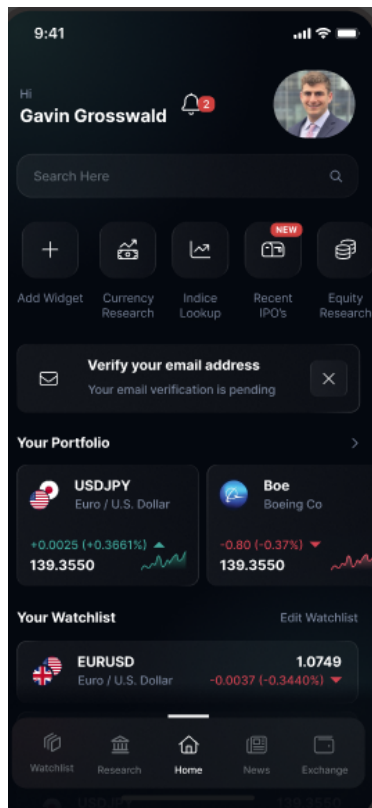 9:41
Hi
Gavin Grosswald
2
Search Here
NEW
Add Widget
Currency Research
Indice Lookup
Recent IPO's
Equity Research
Verify your email address
Your email verification is pending
Your Portfolio
USDJPY
Euro / U.S. Dollar
+0.0025 (+0.3661%)
139.3550
Boe
Boeing Co
-0.80 (-0.37%)
139.3550
Your Watchlist
Edit Watchlist
EURUSD
1.0749
Euro / U.S. Dollar
-0.0037 (-0.3440%)
Watchlist
Research
Home
News
Exchange